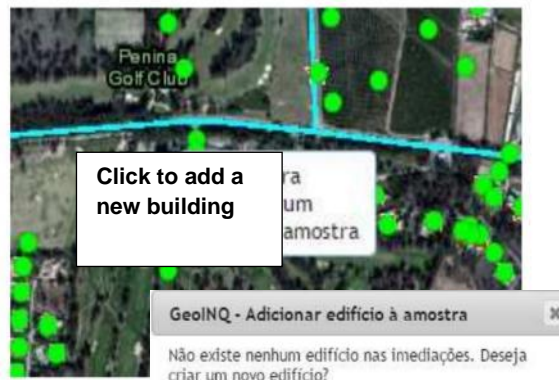 Penina
Golf Club
Click to add a
new building
ra
um
amostra
GeoINQ - Adicionar edifício à amostra
Não existe nenhum edifício nas imediações. Deseja
criar um novo edifício?